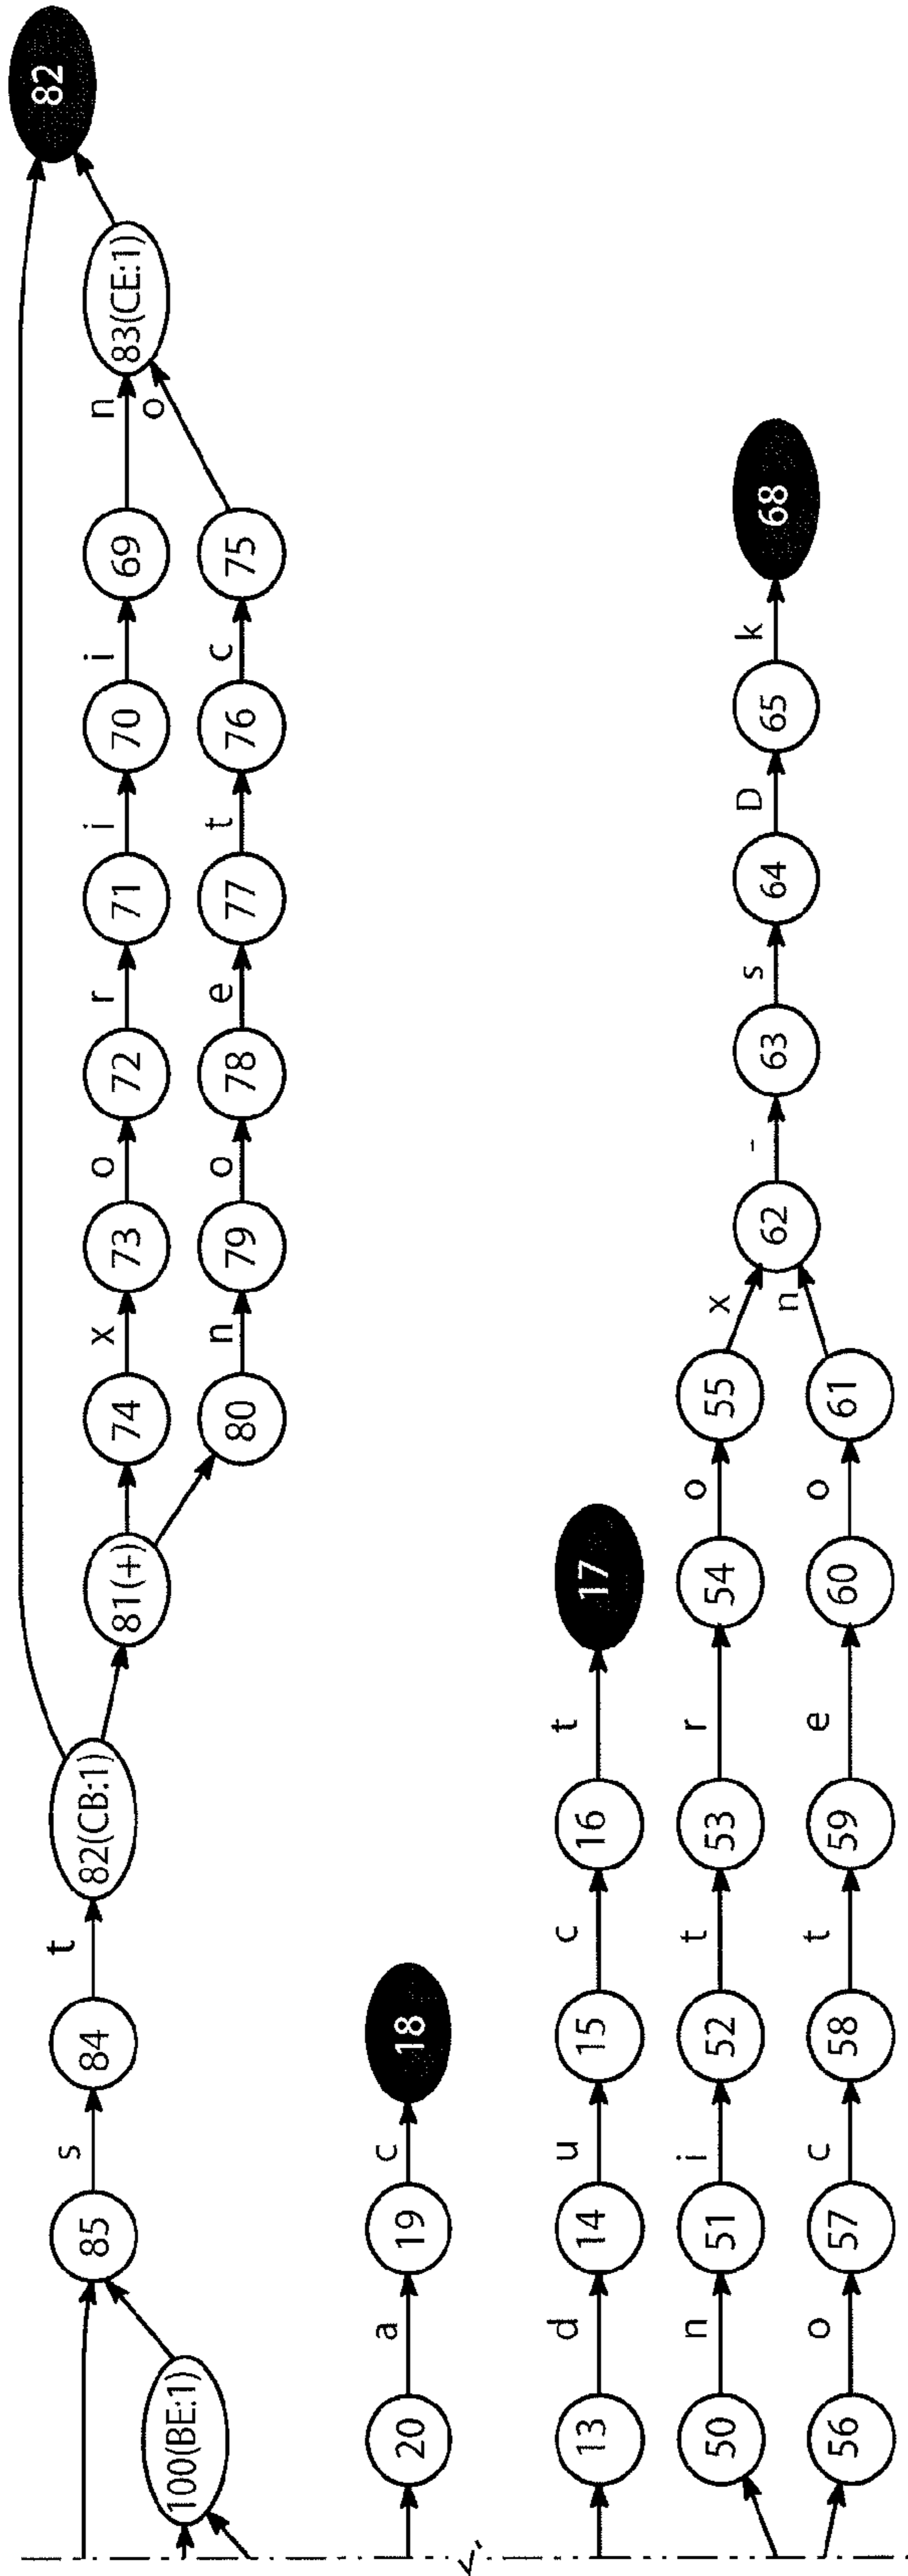 82
s t
85 84 82(CB:1)
x o r i i n
81(+) 74 73 72 71 70 69 83(CE:1)
o
100(BE:1)
n o e t c
80 79 78 77 76 75
a c
20 19 18
d u c t
13 14 15 16 17
n i t r o x
50 51 52 53 54 55
- s D k
62 63 64 65 68
o c t e o n
56 57 58 59 60 61